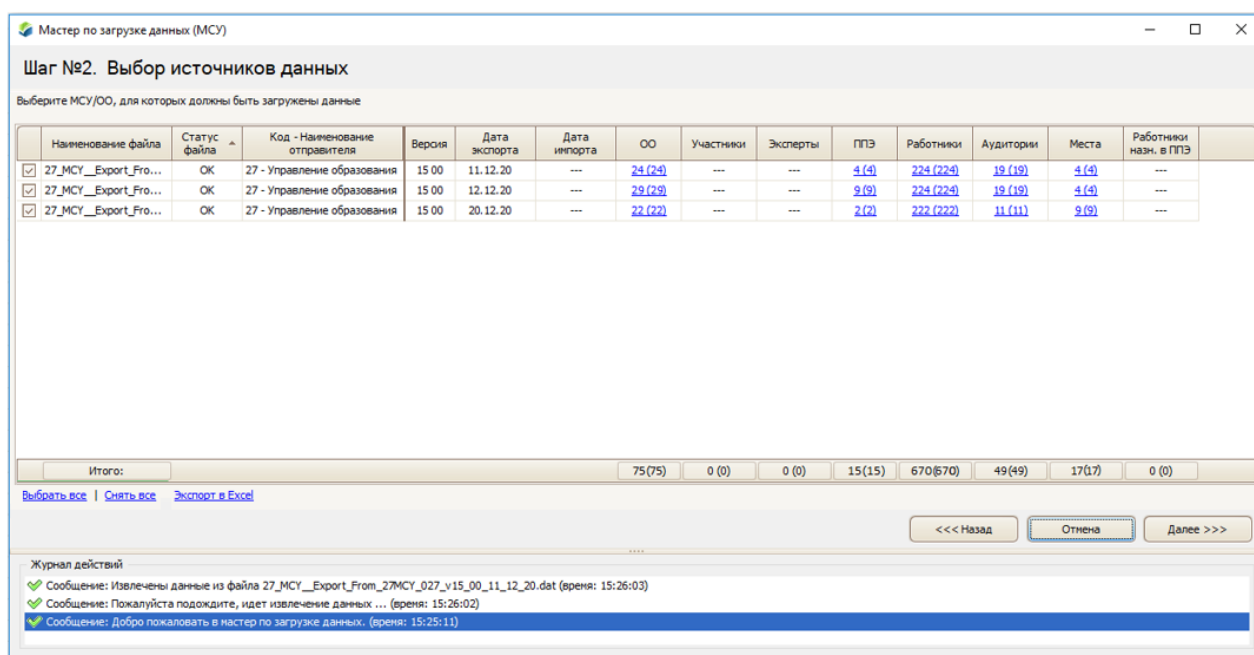 Мастер по загрузке данных (МСУ)
Шаг №2. Выбор источников данных
Выберите МСУ/ОО, для которых должны быть загружены данные
Наименование файла Статус файла Код - Наименование отправителя Версия Дата экспорта Дата импорта ОО Участники Эксперты ППЭ Работники Аудитории Места Работники назн. в ППЭ
27_МСУ__Export_Fro... ОК 27 - Управление образования 15 00 11.12.20 --- 24 (24) --- --- 4 (4) 224 (224) 19 (19) 4 (4) ---
27_МСУ__Export_Fro... ОК 27 - Управление образования 15 00 12.12.20 --- 29 (29) --- --- 9 (9) 224 (224) 19 (19) 4 (4) ---
27_МСУ__Export_Fro... ОК 27 - Управление образования 15 00 20.12.20 --- 22 (22) --- --- 2 (2) 222 (222) 11 (11) 9 (9) ---
Итого: 75(75) 0 (0) 0 (0) 15(15) 670(670) 49(49) 17(17) 0 (0)
Выбрать все | Снять все Экспорт в Excel
<<< Назад Отмена Далее >>>
Журнал действий
Сообщение: Извлечены данные из файла 27_МСУ__Export_From_27МСУ_027_v15_00_11_12_20.dat (время: 15:26:03)
Сообщение: Пожалуйста подождите, идет извлечение данных ... (время: 15:26:02)
Сообщение: Добро пожаловать в мастер по загрузке данных. (время: 15:25:11)